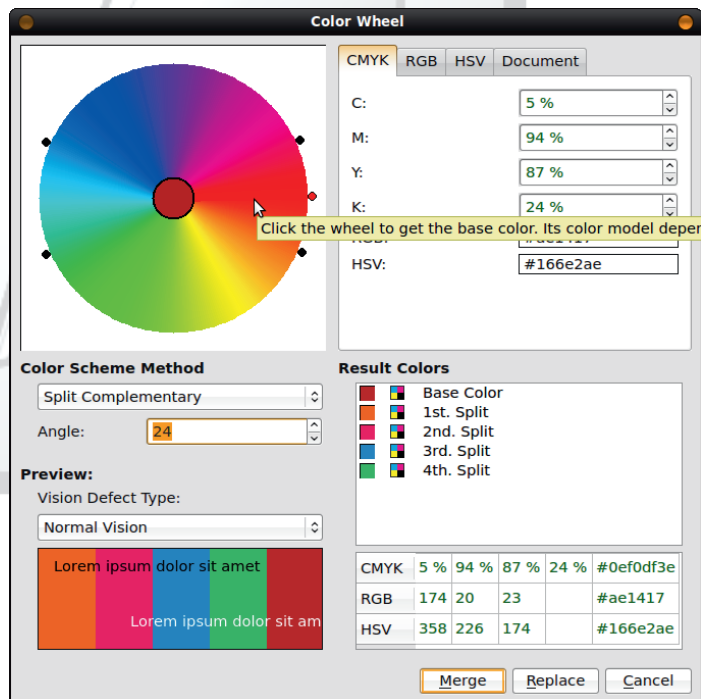 Color Wheel
CMYK RGB HSV Document
C: 5 %
M: 94 %
Y: 87 %
K: 24 %
Click the wheel to get the base color. Its color model deper
HSV: #166e2ae
Color Scheme Method
Split Complementary
Angle: 24
Preview:
Vision Defect Type:
Normal Vision
Lorem ipsum dolor sit amet
Lorem ipsum dolor sit am
Result Colors
Base Color
1st. Split
2nd. Split
3rd. Split
4th. Split
CMYK 5 % 94 % 87 % 24 % #0ef0df3e
RGB 174 20 23 #ae1417
HSV 358 226 174 #166e2ae
Merge Replace Cancel